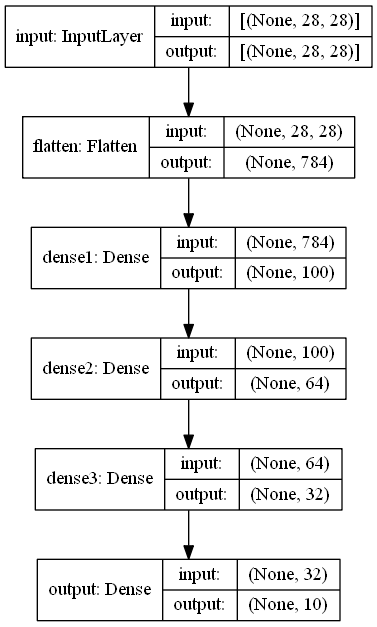 input: InputLayer
input: [(None, 28, 28)]
output: [(None, 28, 28)]
flatten: Flatten
input: (None, 28, 28)
output: (None, 784)
dense1: Dense
input: (None, 784)
output: (None, 100)
dense2: Dense
input: (None, 100)
output: (None, 64)
dense3: Dense
input: (None, 64)
output: (None, 32)
output: Dense
input: (None, 32)
output: (None, 10)